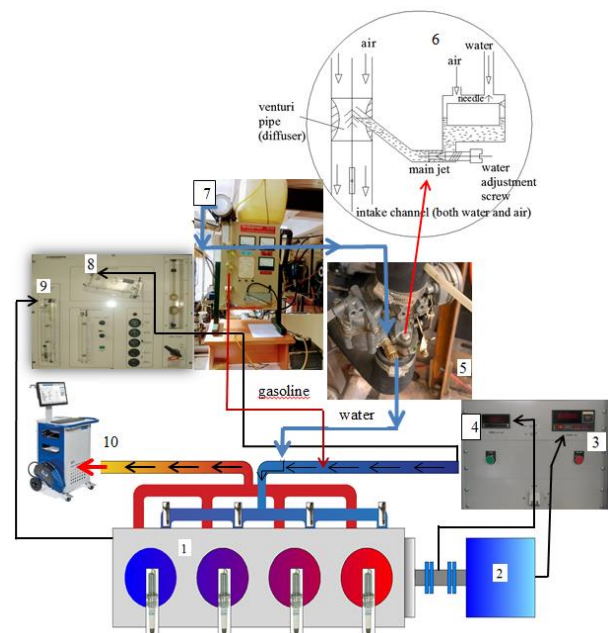 6
air
water
air
needle
venturi
pipe
(diffuser)
main jet
water
adjustment
screw
intake channel (both water and air)
7
8
9
5
gasoline
water
4
3
10
1
2